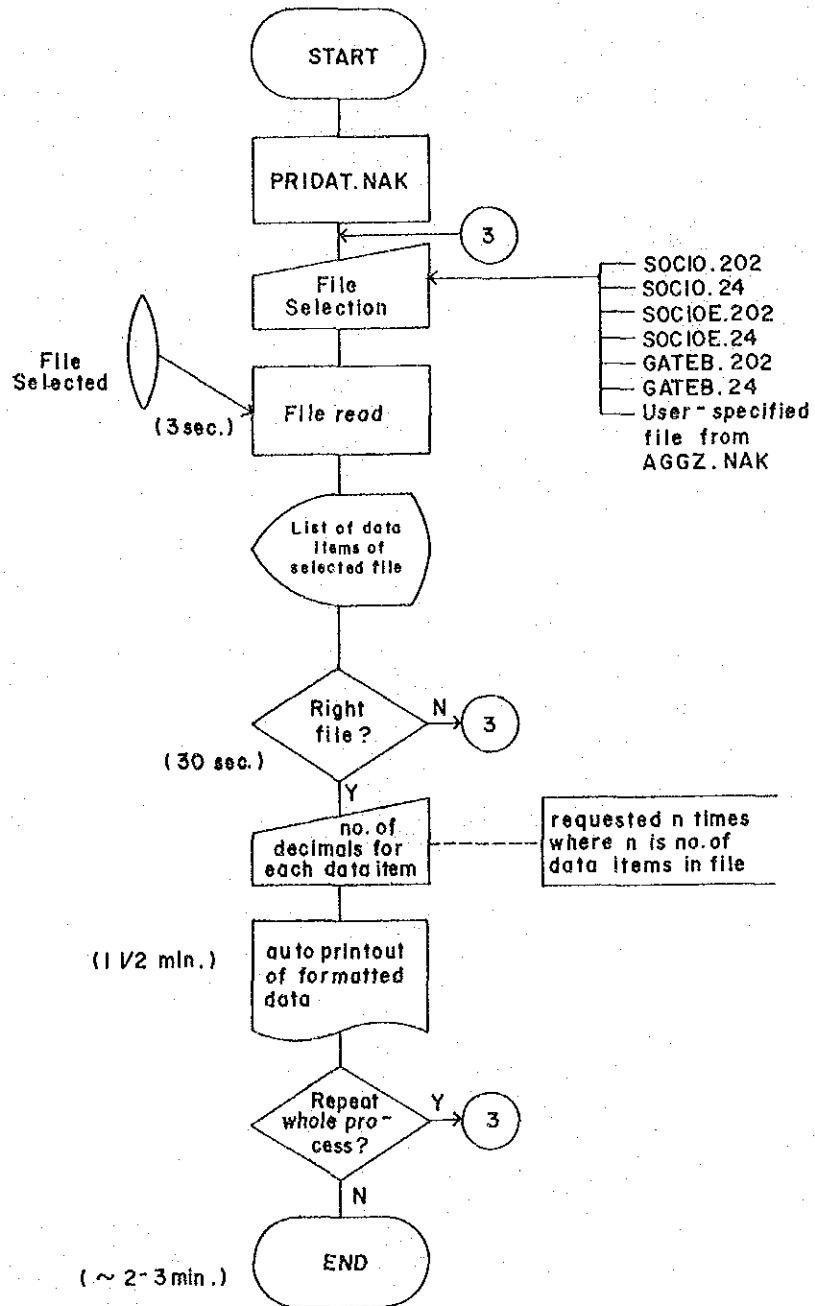 START
PRIDAT.NAK
3
File
Selection
SOCIO.202
SOCIO.24
SOCIOE.202
SOCIOE.24
GATEB.202
GATEB.24
User-specified
file from
AGGZ.NAK
File
Selected
(3 sec.)
File read
List of data
items of
selected file
Right
file?
N
3
(30 sec.)
Y
no. of
decimals for
each data item
requested n times
where n is no. of
data items in file
(1 1/2 min.)
auto printout
of formatted
data
Repeat
whole pro-
cess?
Y
3
N
END
(~ 2-3 min.)